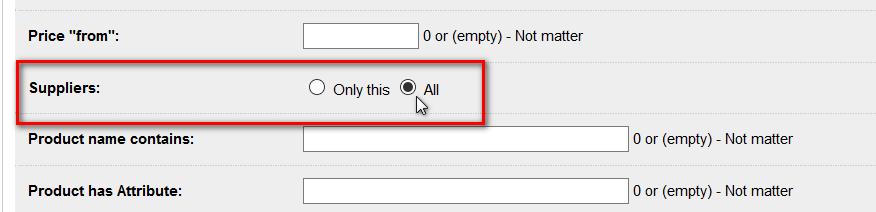 Price "from": 0 or (empty) - Not matter
Suppliers: Only this All
Product name contains: 0 or (empty) - Not matter
Product has Attribute: 0 or (empty) - Not matter